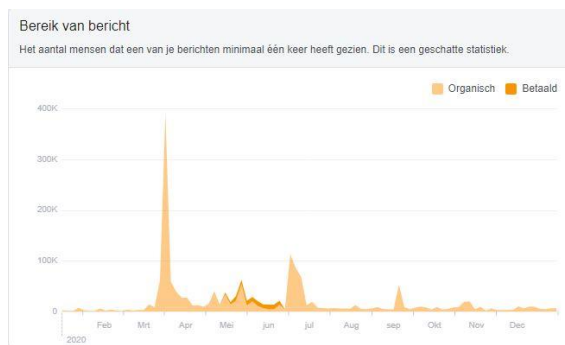 Bereik van bericht
Het aantal mensen dat een van je berichten minimaal één keer heeft gezien. Dit is een geschatte statistiek.
Organisch Betaald
400K
300K
200K
100K
0
Feb Mrt Apr Mei jun jul Aug sep Okt Nov Dec
2020